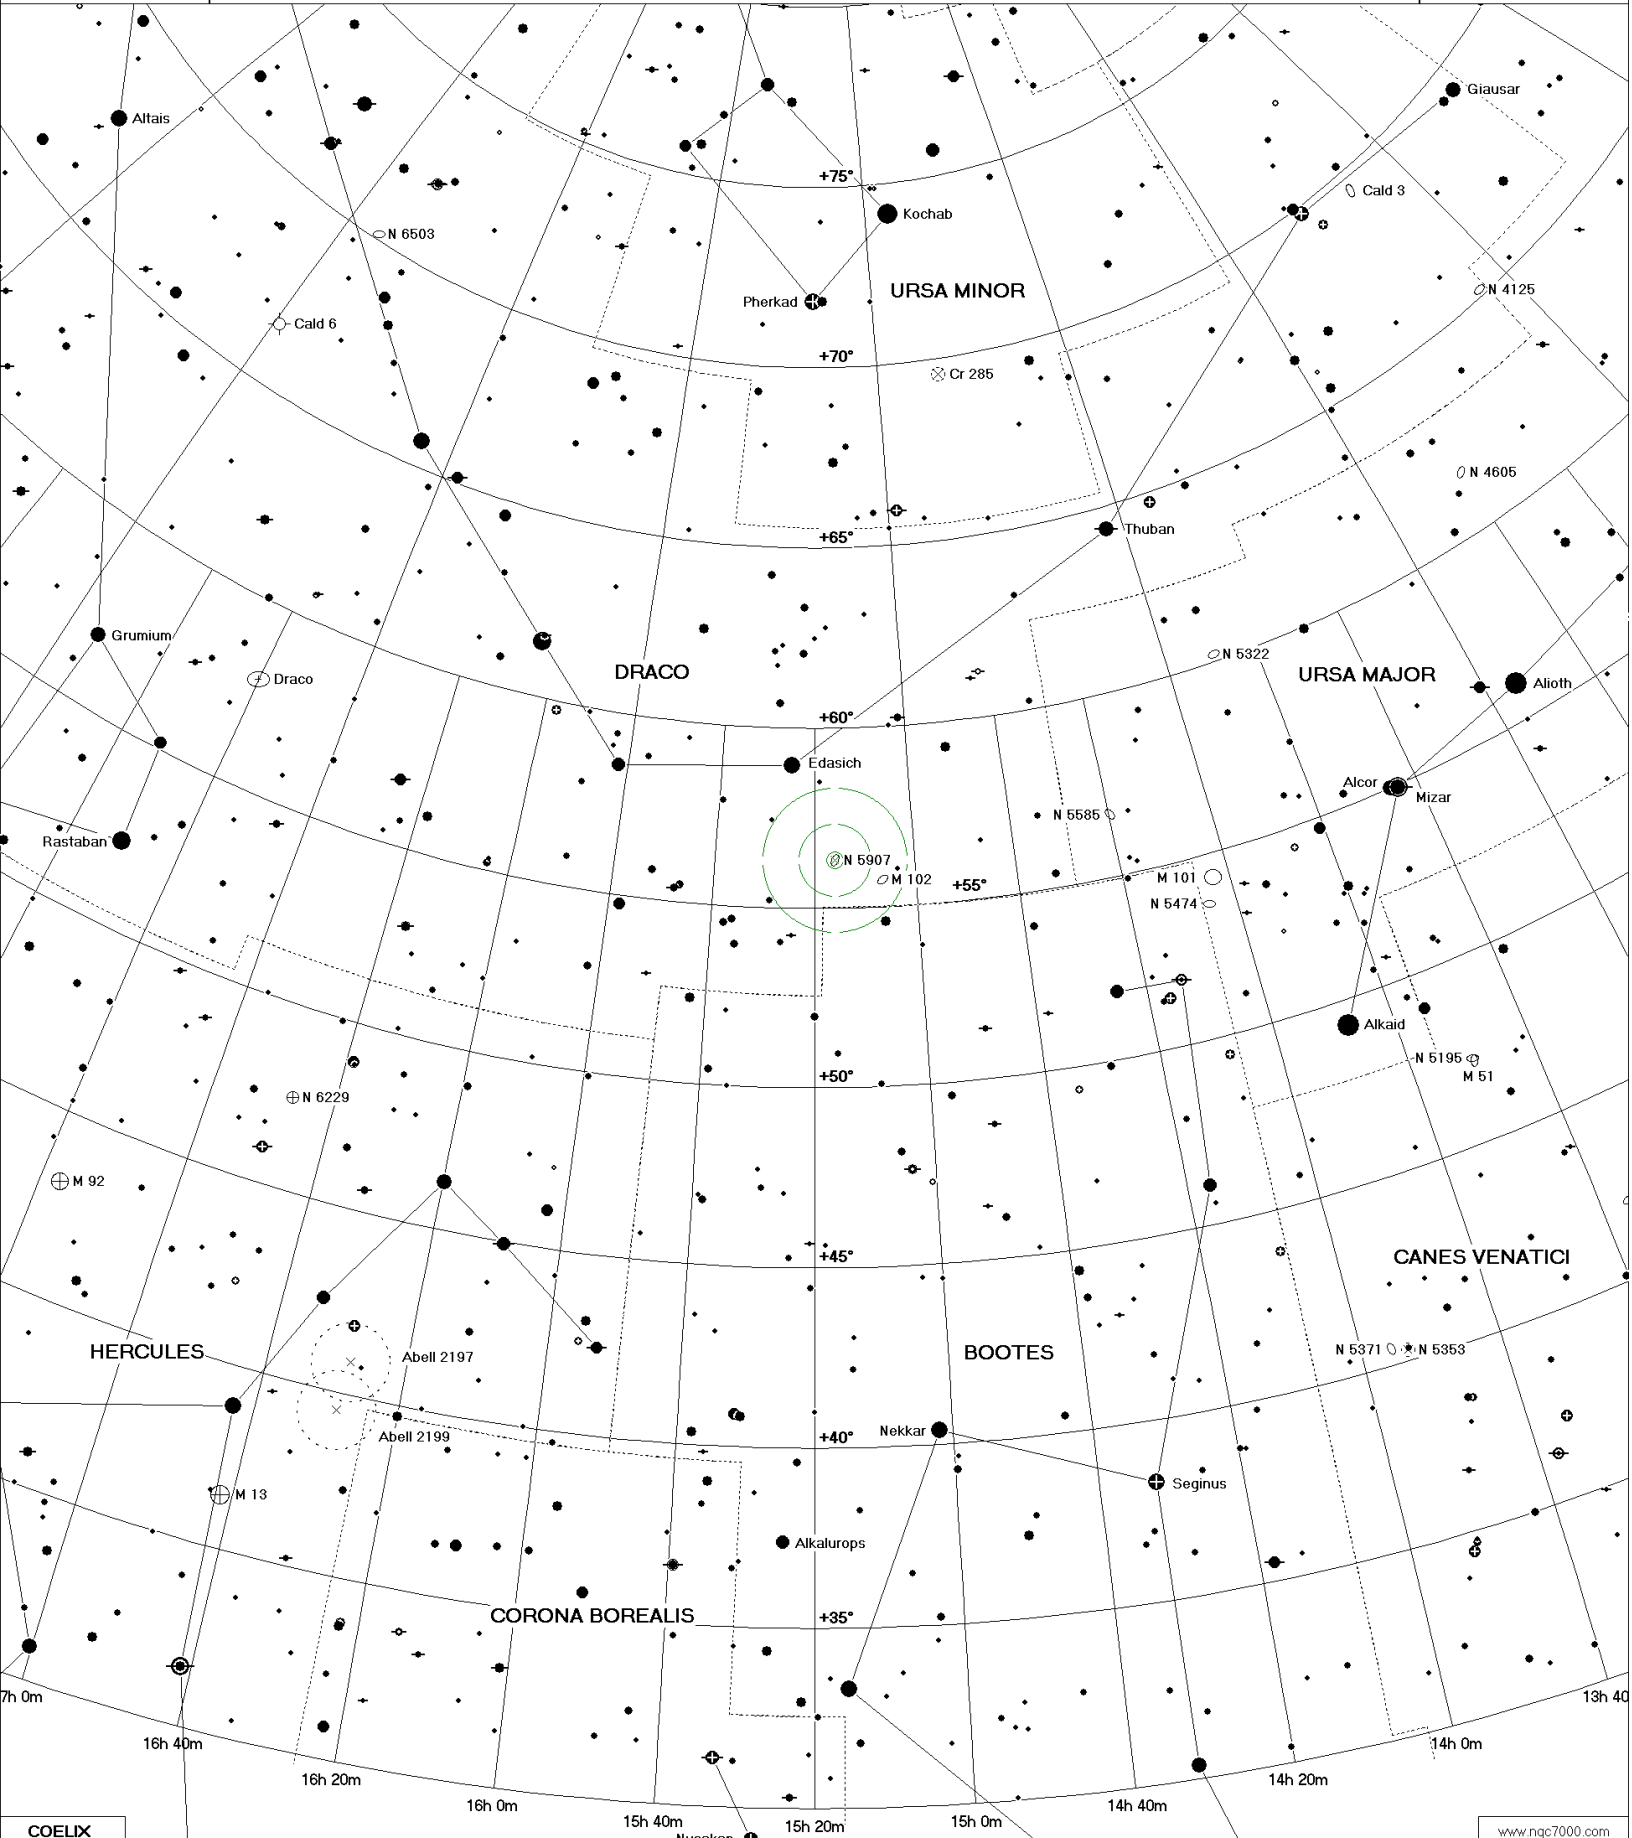 Giausar
Altais
+75°
Cald 3
Kochab
N 6503
URSA MINOR
N 4125
Pherkad
Cald 6
+70°
Cr 285
N 4605
Thuban
+65°
Grumium
N 5322
DRACO
URSA MAJOR
Draco
Alioth
+60°
Edasich
Alcor
Mizar
N 5585
Rastaban
N 5907
M 102
+55°
M 101
N 5474
Alkaid
N 5195
M 51
+50°
N 6229
M 92
+45°
CANES VENATICI
HERCULES
Abell 2197
BOOTES
N 5371
N 5353
Nekkar
+40°
Abell 2199
Seginus
M 13
Alkalurops
CORONA BOREALIS
+35°
7h 0m
13h 40
16h 40m
14h 0m
16h 20m
14h 20m
16h 0m
14h 40m
15h 40m
15h 20m
15h 0m
COELIX
www.ngc7000.com